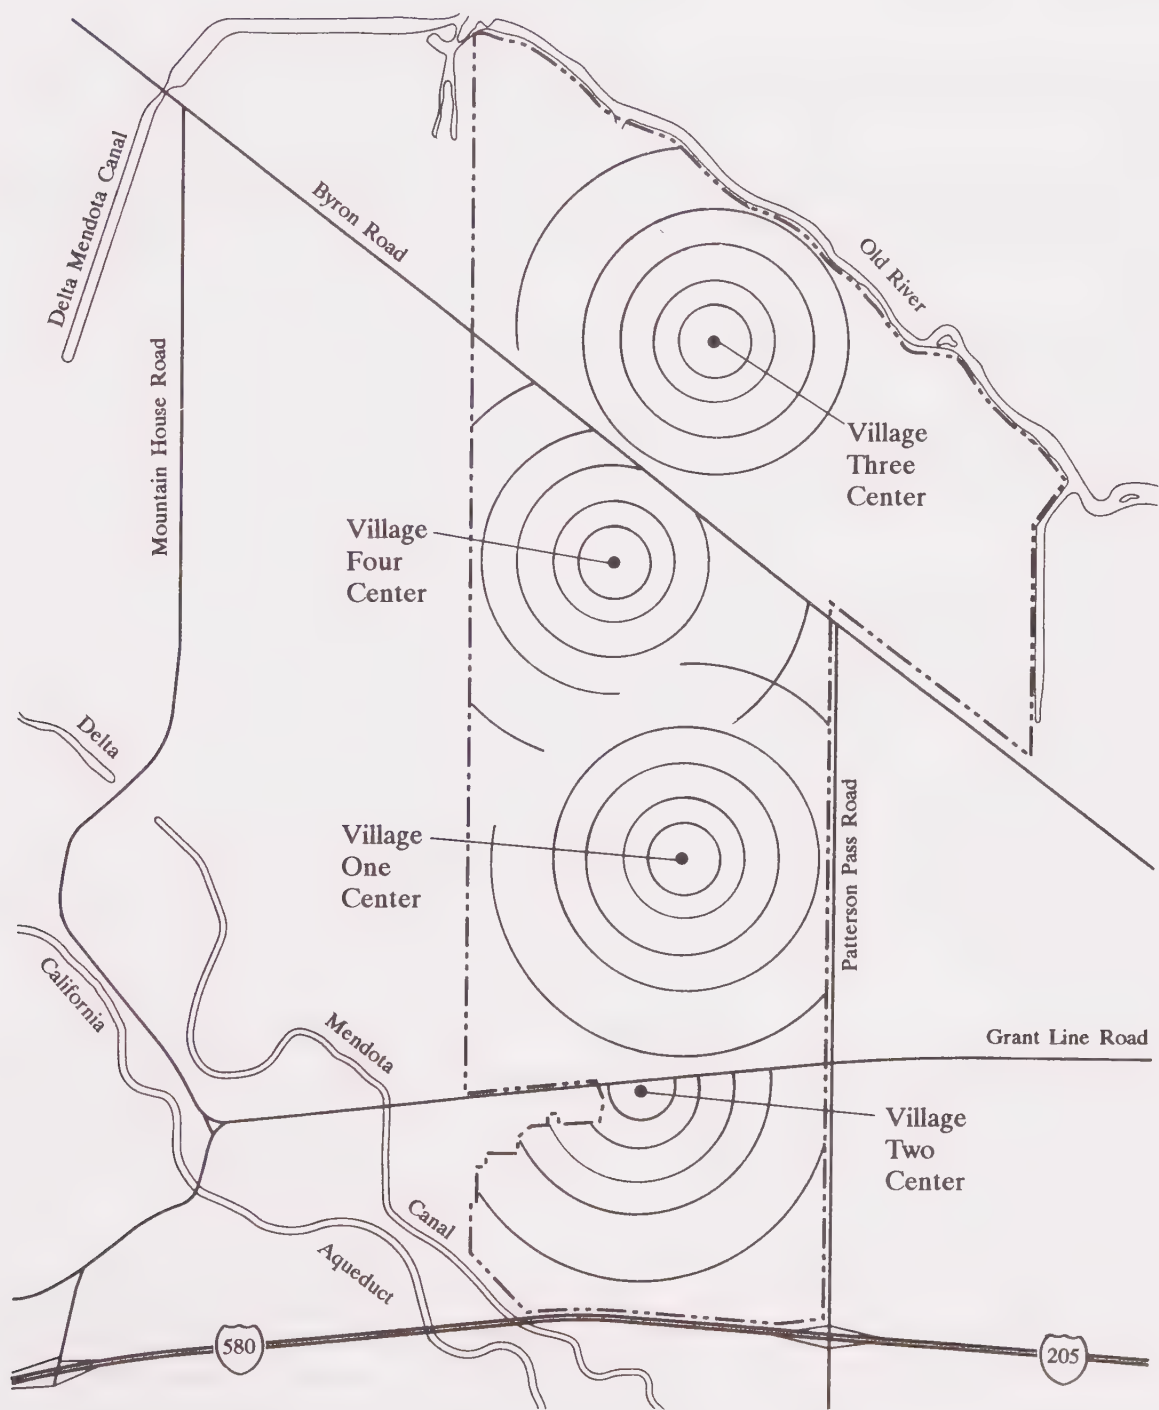 Delta Mendota Canal
Byron Road
Old River
Mountain House Road
Village
Three
Center
Village
Four
Center
Delta
Patterson Pass Road
Village
One
Center
California
Mendota
Grant Line Road
Village
Two
Center
Canal
Aqueduct
580
205